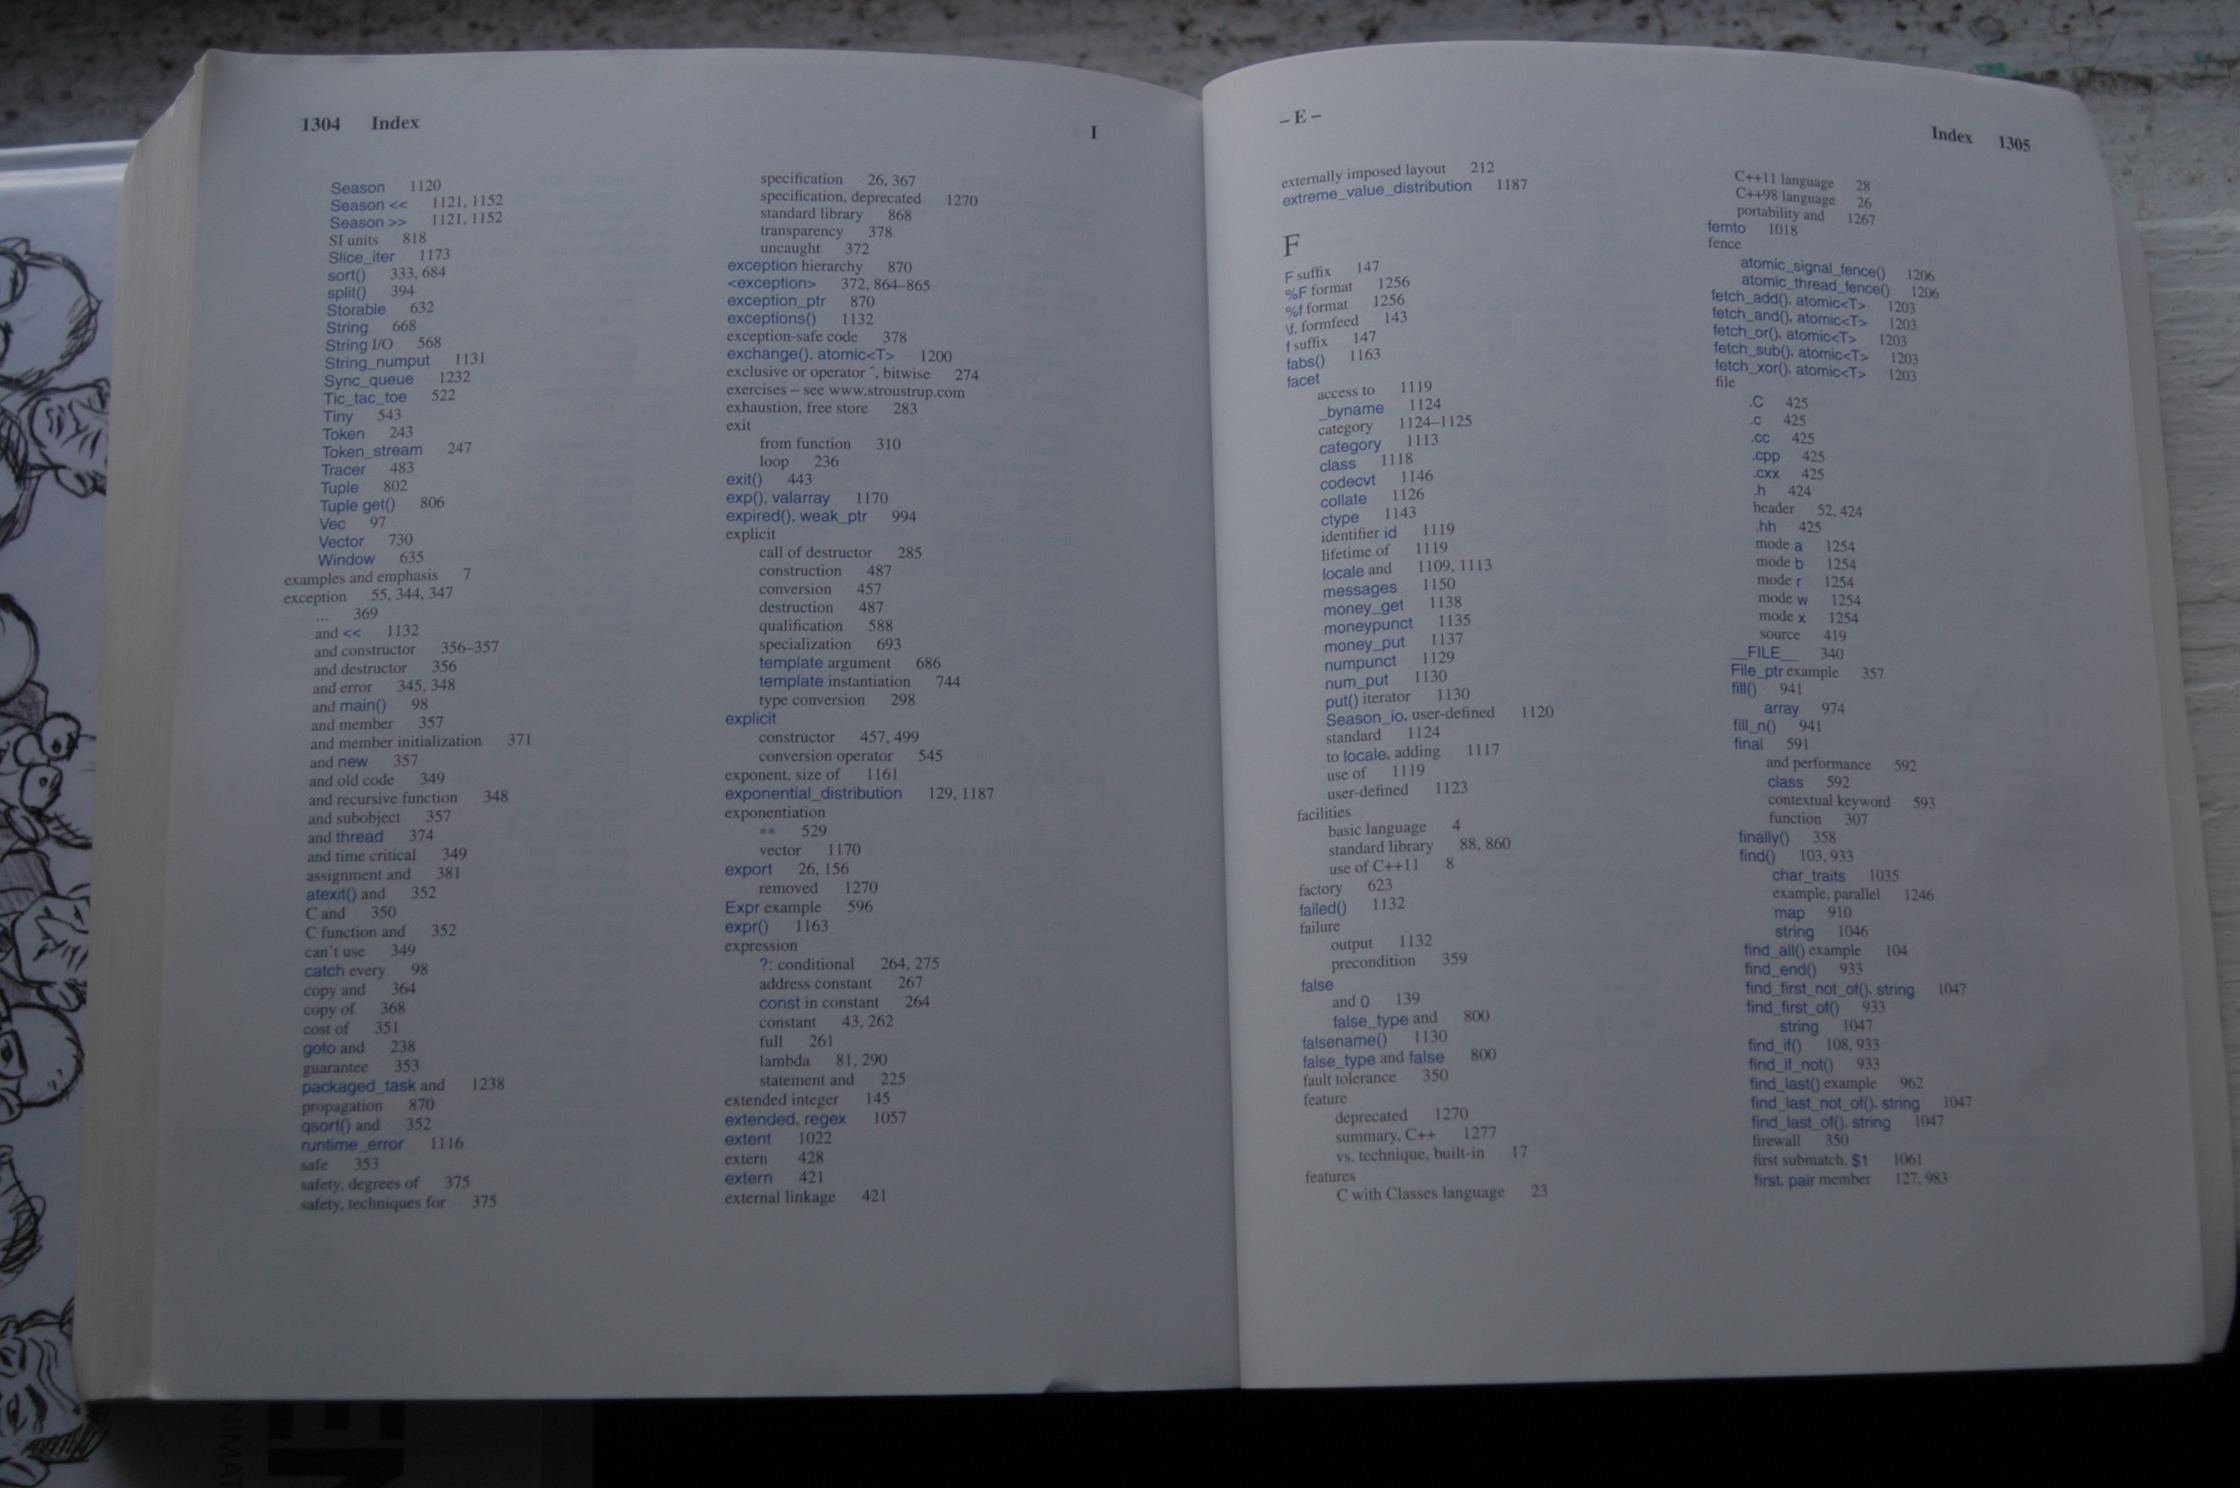 1304 Index
I
Season 1120
Season << 1121, 1152
Season >> 1121, 1152
SI units 818
Slice_iter 1173
sort() 333, 684
split() 394
Storable 632
String 668
String I/O 568
String_numput 1131
Sync_queue 1232
Tic_tac_toe 522
Tiny 543
Token 243
Token_stream 247
Tracer 483
Tuple 802
Tuple get() 806
Vec 97
Vector 730
Window 635
examples and emphasis 7
exception 55, 344, 347
... 369
and << 1132
and constructor 356–357
and destructor 356
and error 345, 348
and main() 98
and member 357
and member initialization 371
and new 357
and old code 349
and recursive function 348
and subobject 357
and thread 374
and time critical 349
assignment and 381
atexit() and 352
C and 350
C function and 352
can't use 349
catch every 98
copy and 364
copy of 368
cost of 351
goto and 238
guarantee 353
packaged_task and 1238
propagation 870
qsort() and 352
runtime_error 1116
safe 353
safety, degrees of 375
safety, techniques for 375
specification 26, 367
specification, deprecated 1270
standard library 868
transparency 378
uncaught 372
exception hierarchy 870
<exception> 372, 864–865
exception_ptr 870
exceptions() 1132
exception-safe code 378
exchange(), atomic<T> 1200
exclusive or operator ^, bitwise 274
exercises – see www.stroustrup.com
exhaustion, free store 283
exit
from function 310
loop 236
exit() 443
exp(), valarray 1170
expired(), weak_ptr 994
explicit
call of destructor 285
construction 487
conversion 457
destruction 487
qualification 588
specialization 693
template argument 686
template instantiation 744
type conversion 298
explicit
constructor 457, 499
conversion operator 545
exponent, size of 1161
exponential_distribution 129, 1187
exponentiation
** 529
vector 1170
export 26, 156
removed 1270
Expr example 596
expr() 1163
expression
?: conditional 264, 275
address constant 267
const in constant 264
constant 43, 262
full 261
lambda 81, 290
statement and 225
extended integer 145
extended, regex 1057
extent 1022
extern 428
extern 421
external linkage 421
– E –
Index 1305
externally imposed layout 212
extreme_value_distribution 1187
F
F suffix 147
%F format 1256
%f format 1256
\f, formfeed 143
f suffix 147
fabs() 1163
facet
access to 1119
_byname 1124
category 1124–1125
category 1113
class 1118
codecvt 1146
collate 1126
ctype 1143
identifier id 1119
lifetime of 1119
locale and 1109, 1113
messages 1150
money_get 1138
moneypunct 1135
money_put 1137
numpunct 1129
num_put 1130
put() iterator 1130
Season_io, user-defined 1120
standard 1124
to locale, adding 1117
use of 1119
user-defined 1123
facilities
basic language 4
standard library 88, 860
use of C++11 8
factory 623
failed() 1132
failure
output 1132
precondition 359
false
and 0 139
false_type and 800
falsename() 1130
false_type and false 800
fault tolerance 350
feature
deprecated 1270
summary, C++ 1277
vs. technique, built-in 17
features
C with Classes language 23
C++11 language 28
C++98 language 26
portability and 1267
femto 1018
fence
atomic_signal_fence() 1206
atomic_thread_fence() 1206
fetch_add(), atomic<T> 1203
fetch_and(), atomic<T> 1203
fetch_or(), atomic<T> 1203
fetch_sub(), atomic<T> 1203
fetch_xor(), atomic<T> 1203
file
.C 425
.c 425
.cc 425
.cpp 425
.cxx 425
.h 424
header 52, 424
.hh 425
mode a 1254
mode b 1254
mode r 1254
mode w 1254
mode x 1254
source 419
__FILE__ 340
File_ptr example 357
fill() 941
array 974
fill_n() 941
final 591
and performance 592
class 592
contextual keyword 593
function 307
finally() 358
find() 103, 933
char_traits 1035
example, parallel 1246
map 910
string 1046
find_all() example 104
find_end() 933
find_first_not_of(), string 1047
find_first_of() 933
string 1047
find_if() 108, 933
find_if_not() 933
find_last() example 962
find_last_not_of(), string 1047
find_last_of(), string 1047
firewall 350
first submatch, $1 1061
first, pair member 127, 983